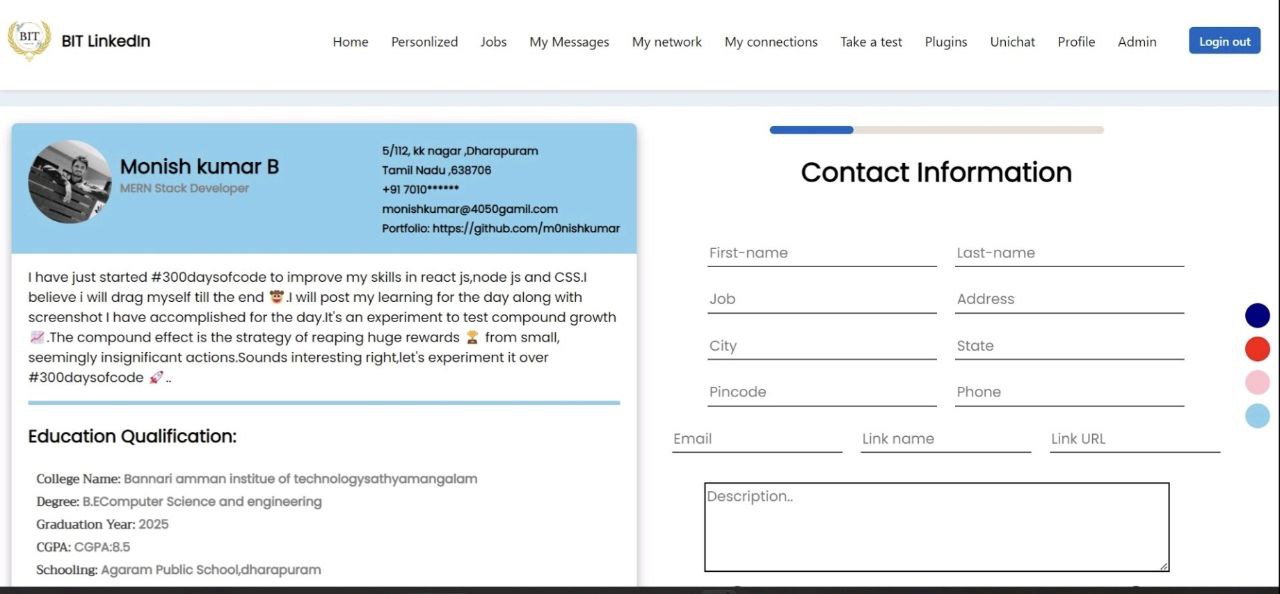 BIT
BIT LinkedIn
Home Personlized Jobs My Messages My network My connections Take a test Plugins Unichat Profile Admin Login out
Monish kumar B
MERN Stack Developer
5/112, kk nagar ,Dharapuram
Tamil Nadu ,638706
+91 7010******
monishkumar@4050gamil.com
Portfolio: https://github.com/m0nishkumar
I have just started #300daysofcode to improve my skills in react js,node js and CSS.I
believe i will drag myself till the end 🤠.I will post my learning for the day along with
screenshot I have accomplished for the day.It's an experiment to test compound growth
📈.The compound effect is the strategy of reaping huge rewards 🏆 from small,
seemingly insignificant actions.Sounds interesting right,let's experiment it over
#300daysofcode 🚀..
Education Qualification:
College Name: Bannari amman institue of technologysathyamangalam
Degree: B.EComputer Science and engineering
Graduation Year: 2025
CGPA: CGPA:8.5
Schooling: Agaram Public School,dharapuram
Contact Information
First-name Last-name
Job Address
City State
Pincode Phone
Email Link name Link URL
Description..